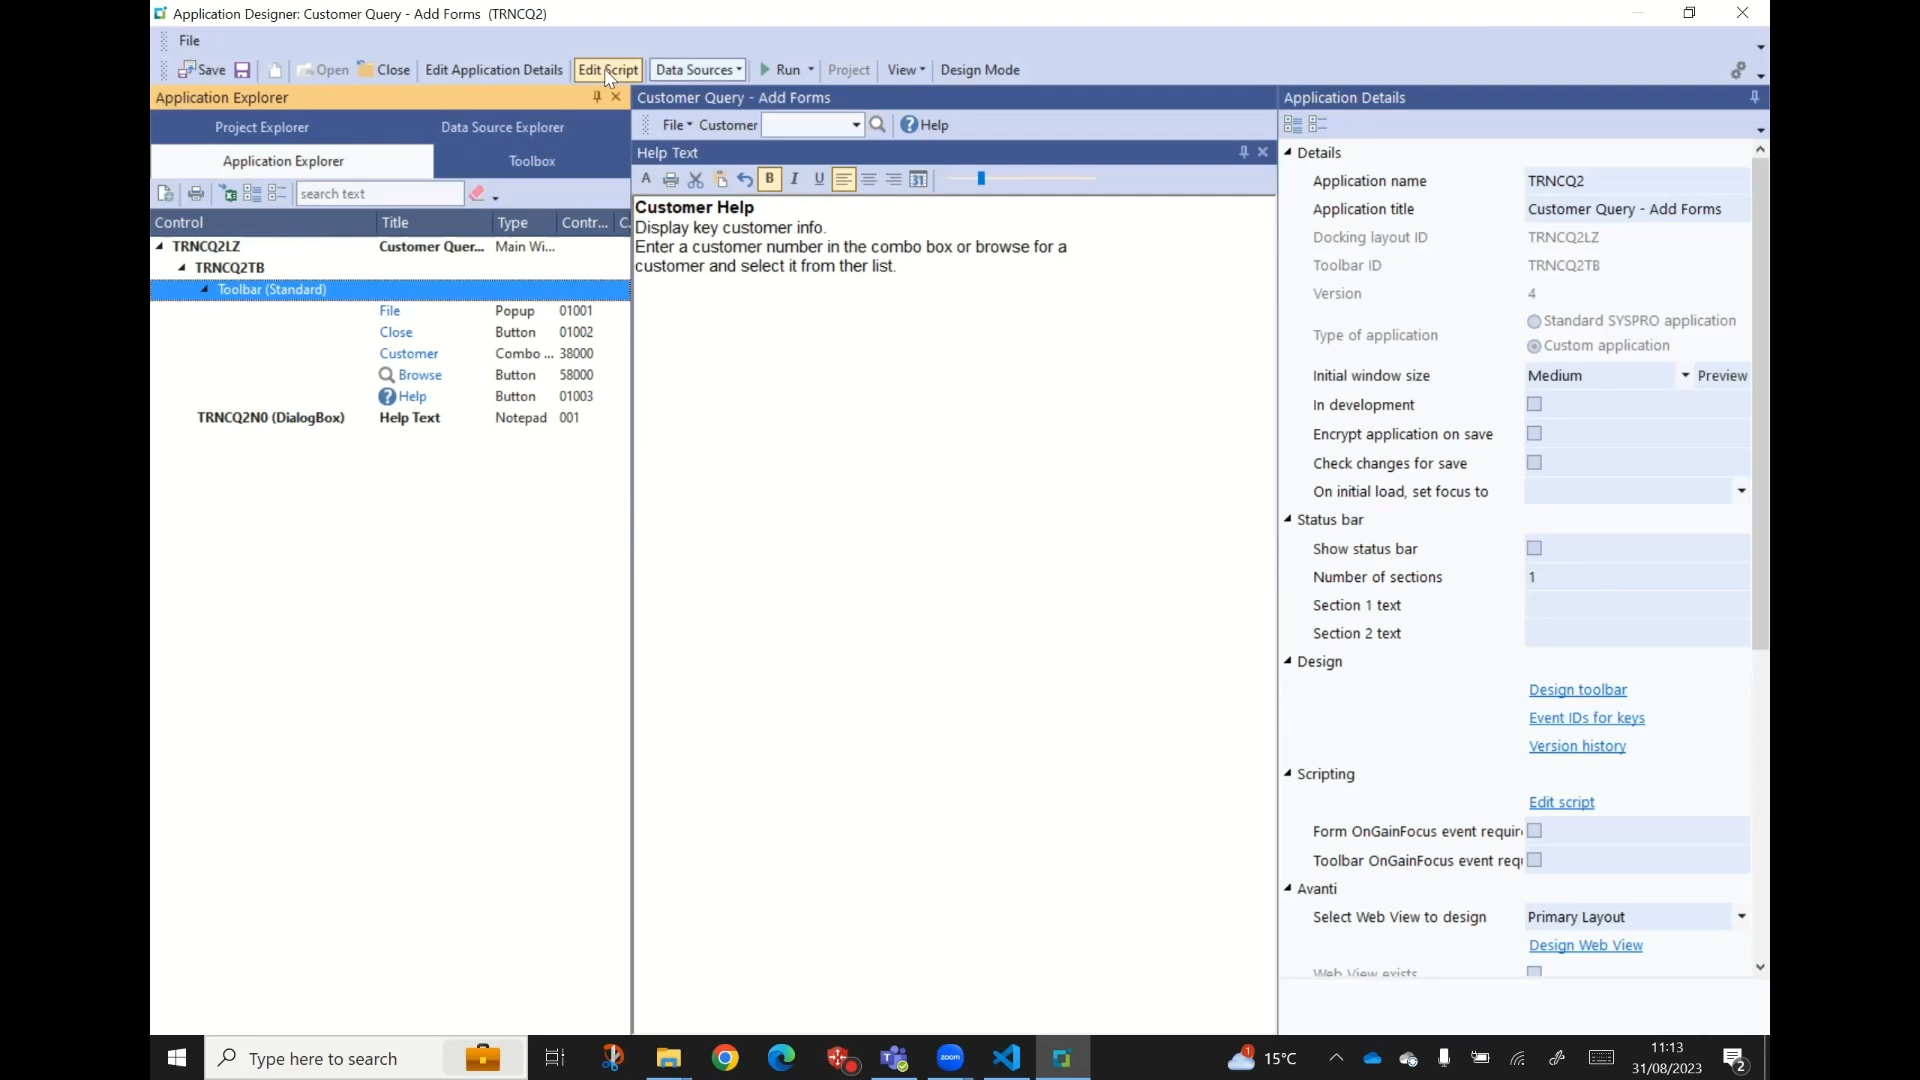 Application Designer: Customer Query - Add Forms (TRNCQ2)
File
Save Open Close Edit Application Details Edit Script Data Sources Run Project View Design Mode
Application Explorer
Project Explorer Data Source Explorer
Application Explorer Toolbox
search text
Control Title Type Contr... C
TRNCQ2LZ Customer Quer... Main Wi...
TRNCQ2TB
Toolbar (Standard)
File Popup 01001
Close Button 01002
Customer Combo ... 38000
Browse Button 58000
Help Button 01003
TRNCQ2N0 (DialogBox) Help Text Notepad 001
Customer Query - Add Forms
File Customer Help
Help Text
A B I U 31
Customer Help
Display key customer info.
Enter a customer number in the combo box or browse for a
customer and select it from ther list.
Application Details
Details
Application name TRNCQ2
Application title Customer Query - Add Forms
Docking layout ID TRNCQ2LZ
Toolbar ID TRNCQ2TB
Version 4
Type of application Standard SYSPRO application
Custom application
Initial window size Medium Preview
In development
Encrypt application on save
Check changes for save
On initial load, set focus to
Status bar
Show status bar
Number of sections 1
Section 1 text
Section 2 text
Design
Design toolbar
Event IDs for keys
Version history
Scripting
Edit script
Form OnGainFocus event requir
Toolbar OnGainFocus event requ
Avanti
Select Web View to design Primary Layout
Design Web View
Web View exists
Type here to search
zoom
1
15°C
11:13
31/08/2023
2